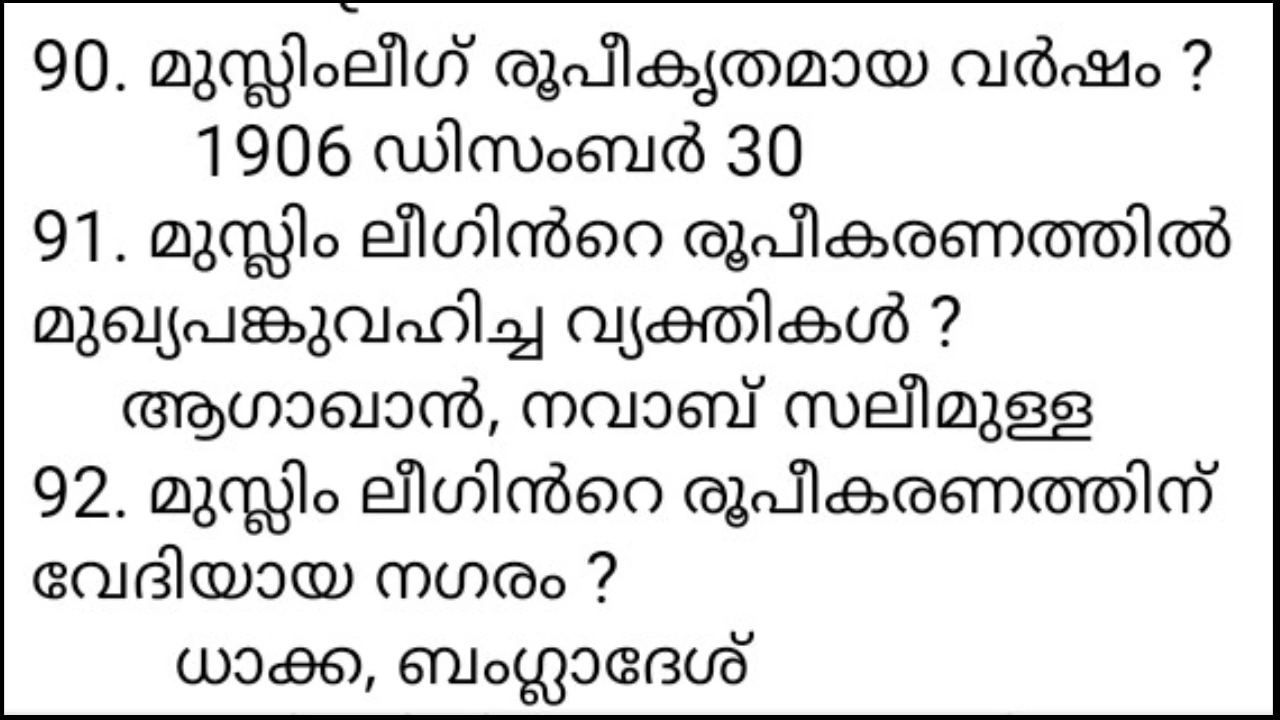 90. മുസ്ലിംലീഗ് രൂപീകൃതമായ വർഷം ?
1906 ഡിസംബർ 30
91. മുസ്ലിം ലീഗിൻറെ രൂപീകരണത്തിൽ
മുഖ്യപങ്കുവഹിച്ച വ്യക്തികൾ ?
ആഗാഖാൻ, നവാബ് സലീമുള്ള
92. മുസ്ലിം ലീഗിൻറെ രൂപീകരണത്തിന്
വേദിയായ നഗരം ?
ധാക്ക, ബംഗ്ലാദേശ്